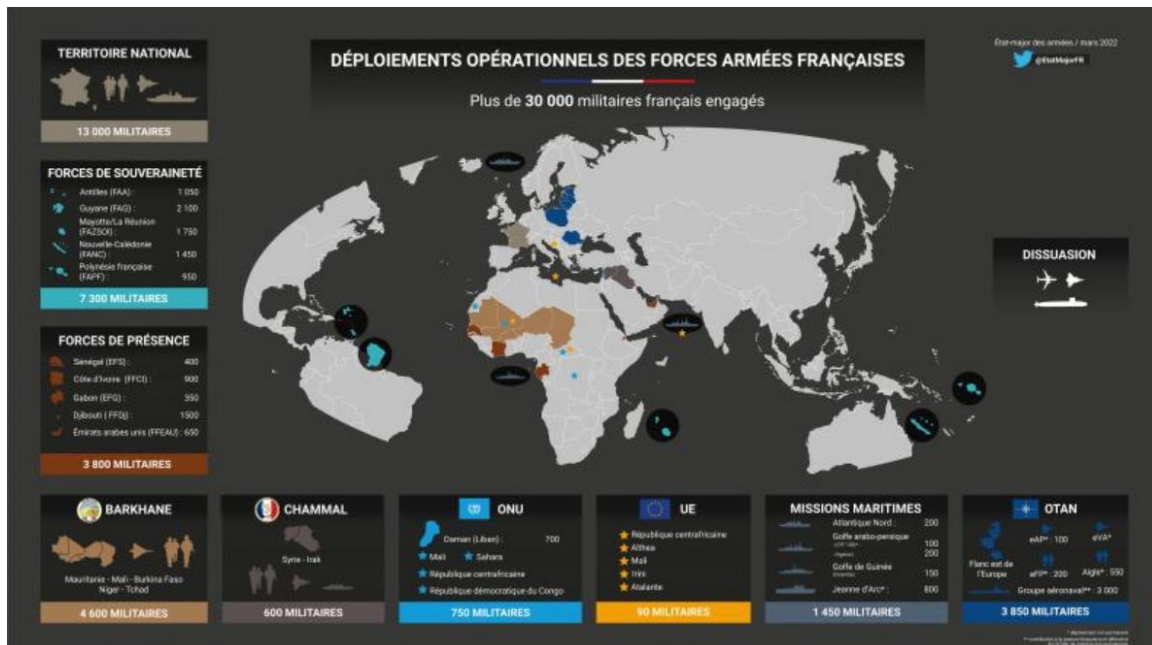 TERRITOIRE NATIONAL
13 000 MILITAIRES
DÉPLOIEMENTS OPÉRATIONNELS DES FORCES ARMÉES FRANÇAISES
Plus de 30 000 militaires français engagés
État-major des armées / mars 2022
@EtatMajorFR
FORCES DE SOUVERAINETÉ
Antilles (FAA) : 1 050
Guyane (FAG) : 2 100
Mayotte/La Réunion
(FAZSOI) : 1 750
Nouvelle-Calédonie
(FANC) : 1 450
Polynésie française
(FAPF) : 950
7 300 MILITAIRES
FORCES DE PRÉSENCE
Sénégal (EFS) 400
Côte d'Ivoire (FFCI) : 900
Gabon (EFG) : 350
Djibouti ( FFDj) : 1500
Émirats arabes unis (FFEAU) : 650
3 800 MILITAIRES
DISSUASION
BARKHANE
Mauritanie - Mali - Burkina Faso
Niger - Tchad
4 600 MILITAIRES
CHAMMAL
Syrie - Irak
600 MILITAIRES
ONU
Daman (Liban) : 700
Mali Sahara
République centrafricaine
République démocratique du Congo
750 MILITAIRES
UE
République centrafricaine
Althea
Mali
Irini
Atalante
90 MILITAIRES
MISSIONS MARITIMES
Atlantique Nord : 200
Golfe arabo-persique
100
200
Golfe de Guinée
150
Jeanne d'Arc* : 800
1 450 MILITAIRES
OTAN
eAP* : 100 eVA*
Flanc est de
l'Europe
eFP* : 200 Aigle* : 550
Groupe aéronaval** : 3 000
3 850 MILITAIRES